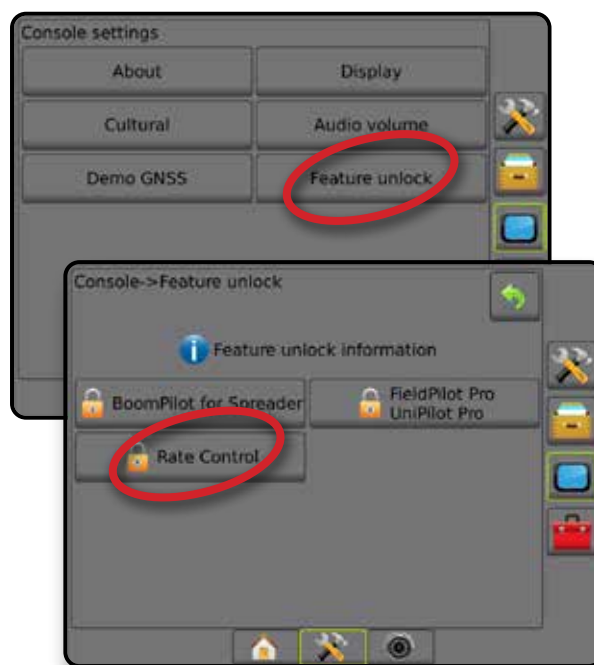 Console settings
About
Display
Cultural
Audio volume
Demo GNSS
Feature unlock
Console->Feature unlock
Feature unlock information
BoomPilot for Spreader
FieldPilot Pro
UniPilot Pro
Rate Control